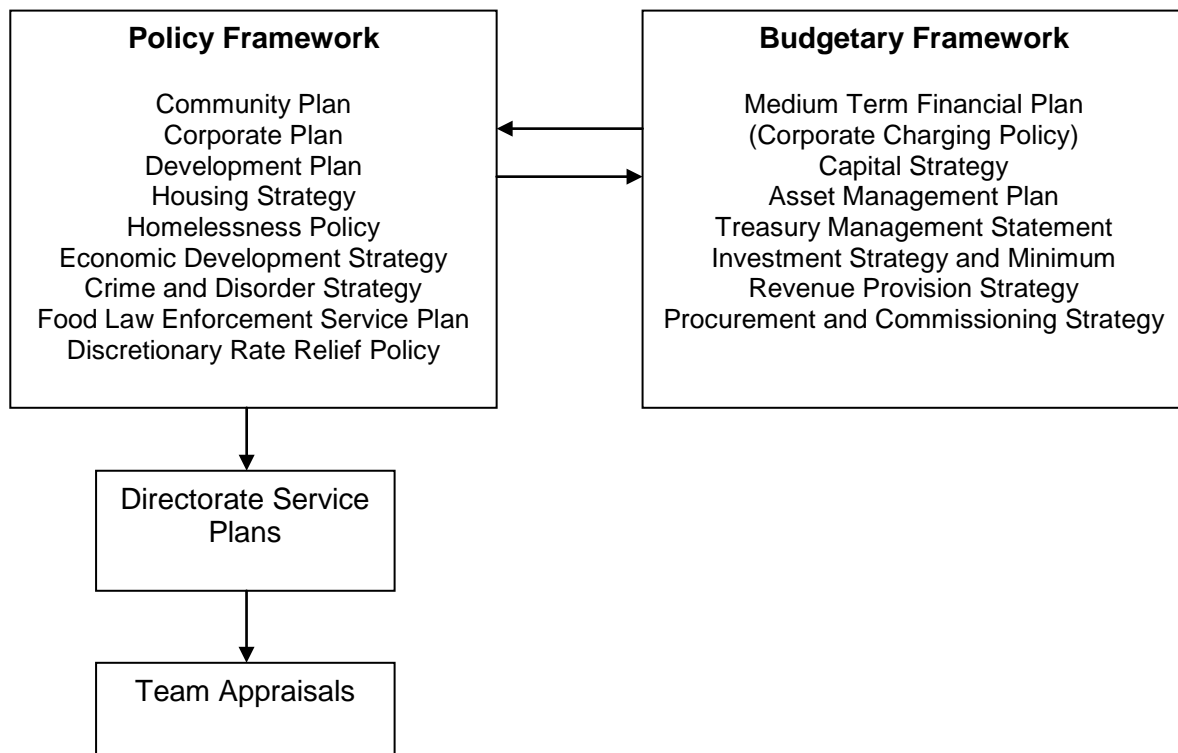 Policy Framework
Community Plan
Corporate Plan
Development Plan
Housing Strategy
Homelessness Policy
Economic Development Strategy
Crime and Disorder Strategy
Food Law Enforcement Service Plan
Discretionary Rate Relief Policy
Budgetary Framework
Medium Term Financial Plan
(Corporate Charging Policy)
Capital Strategy
Asset Management Plan
Treasury Management Statement
Investment Strategy and Minimum
Revenue Provision Strategy
Procurement and Commissioning Strategy
Directorate Service
Plans
Team Appraisals